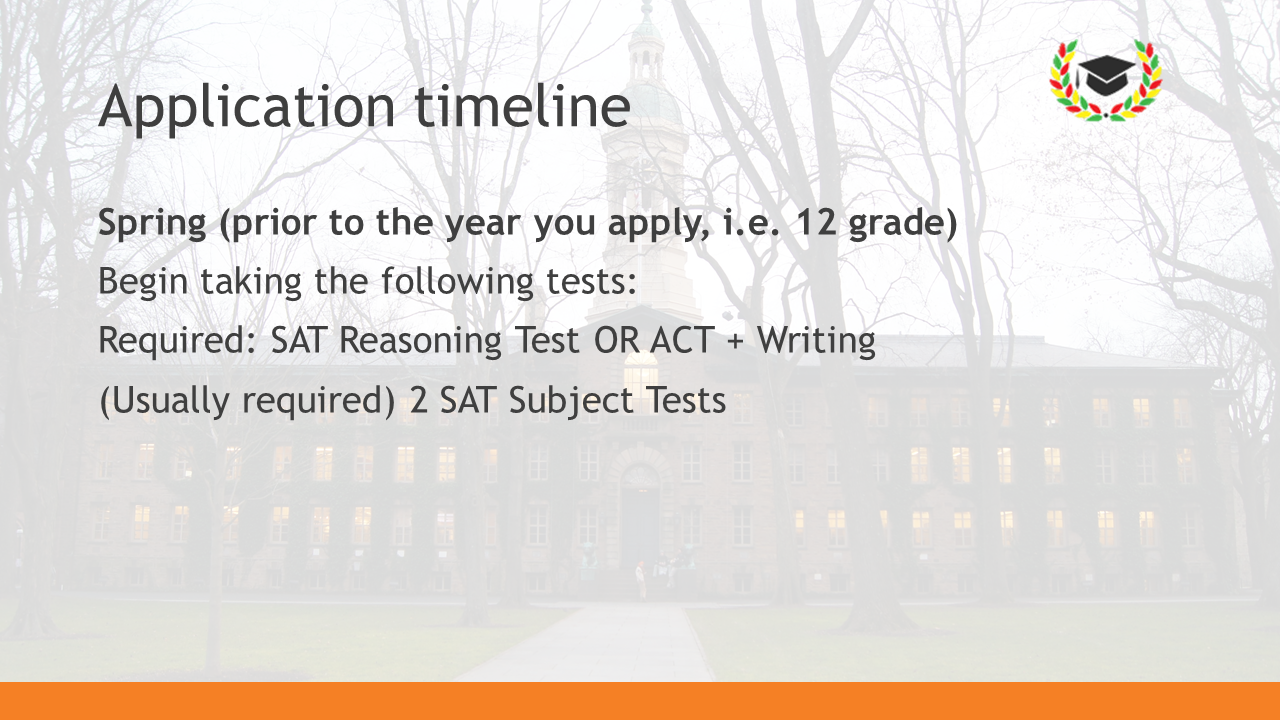 Application timeline
Spring (prior to the year you apply, i.e. 12 grade)
Begin taking the following tests:
Required: SAT Reasoning Test OR ACT + Writing
(Usually required) 2 SAT Subject Tests